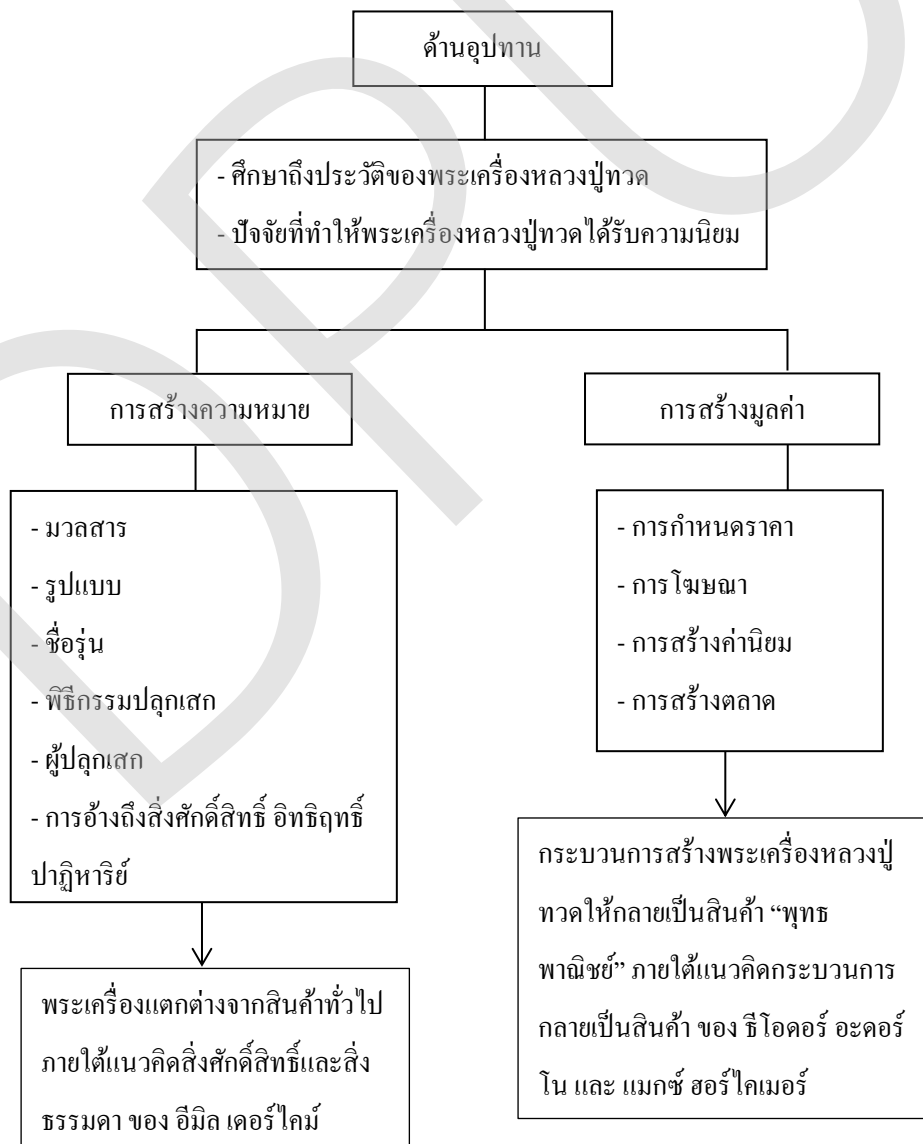 ด้านอุปทาน
- ศึกษาถึงประวัติของพระเครื่องหลวงปู่ทวด
- ปัจจัยที่ทำให้พระเครื่องหลวงปู่ทวดได้รับความนิยม
การสร้างความหมาย
การสร้างมูลค่า
- มวลสาร
- รูปแบบ
- ชื่อรุ่น
- พิธีกรรมปลุกเสก
- ผู้ปลุกเสก
- การอ้างถึงสิ่งศักดิ์สิทธิ์ อิทธิฤทธิ์
ปาฏิหาริย์
- การกำหนดราคา
- การโฆษณา
- การสร้างค่านิยม
- การสร้างตลาด
พระเครื่องแตกต่างจากสินค้าทั่วไป
ภายใต้แนวคิดสิ่งศักดิ์สิทธิ์และสิ่ง
ธรรมดา ของ อีมิล เดอร์ไคม์
กระบวนการสร้างพระเครื่องหลวงปู่
ทวดให้กลายเป็นสินค้า “พุทธ
พาณิชย์” ภายใต้แนวคิดกระบวนการ
กลายเป็นสินค้า ของ ธีโอดอร์ อะดอร์
โน และ แมกซ์ ฮอร์ไคเมอร์
DPU